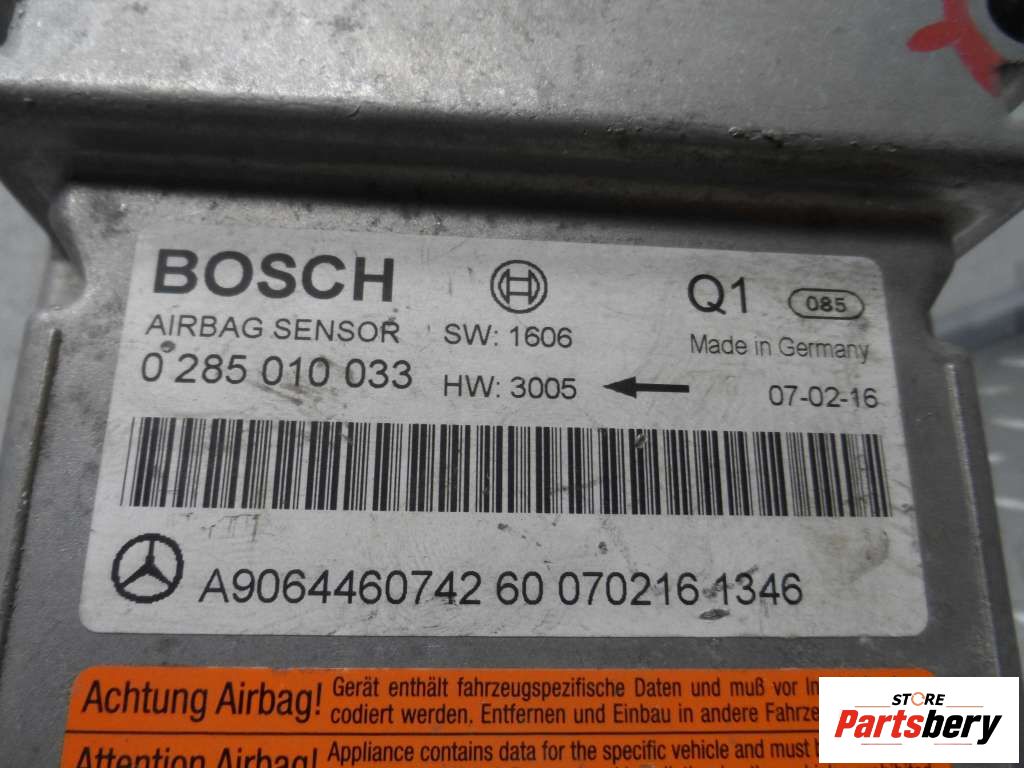 BOSCH
Q1 085
AIRBAG SENSOR SW: 1606 Made in Germany
0 285 010 033 HW: 3005 07-02-16
A9064460742 60 070216 1346
Achtung Airbag! Gerät enthält fahrzeugspezifische Daten und muß vor
codiert werden. Entfernen und Einbau in andere
Attention Airbag! Appliance contains data for the specific vehicle and must
STORE
Partsbery